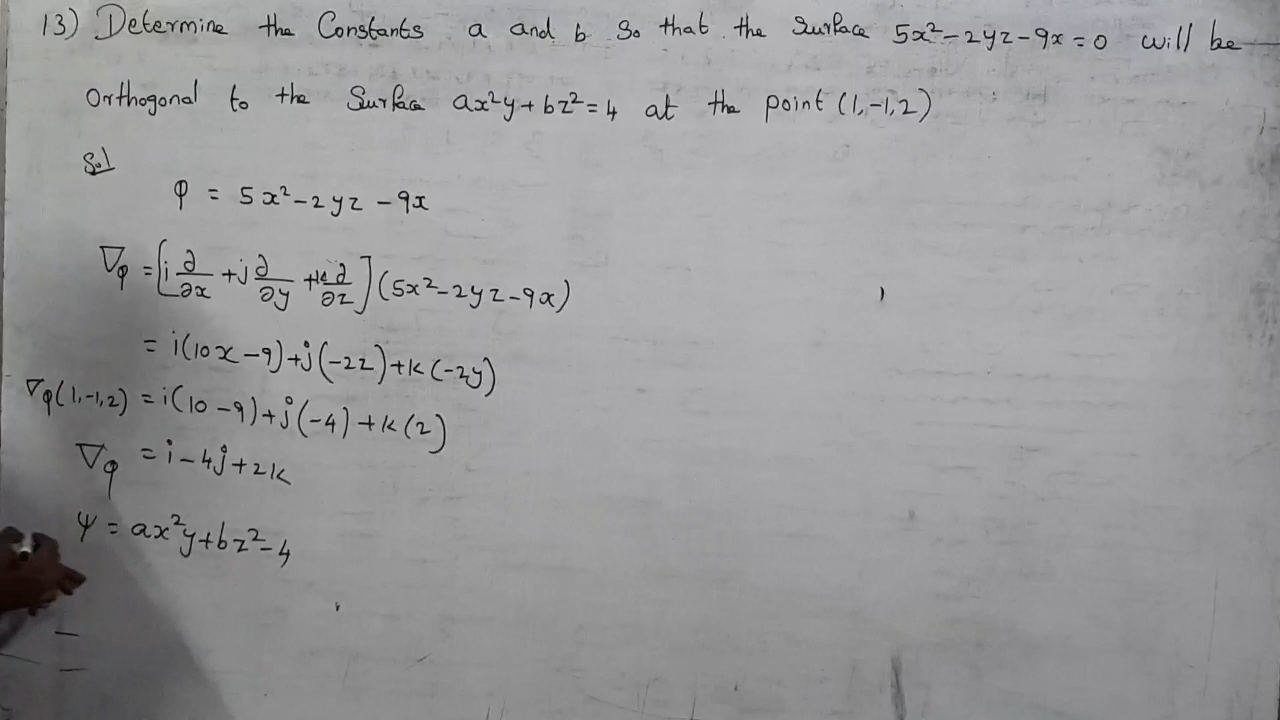 13) Determine the Constants a and b So that the Surface 5x²-2yz-9x=0 will be
Orthogonal to the Surface ax²y+bz²=4 at the point (1,-1,2)
Sol
φ = 5x²-2yz-9x
∇φ = [i ∂/∂x + j ∂/∂y + k ∂/∂z] (5x²-2yz-9x)
= i(10x-9)+j(-2z)+k(-2y)
∇φ(1,-1,2) = i(10-9)+j(-4)+k(2)
∇φ = i-4j+2k
ψ = ax²y+bz²-4